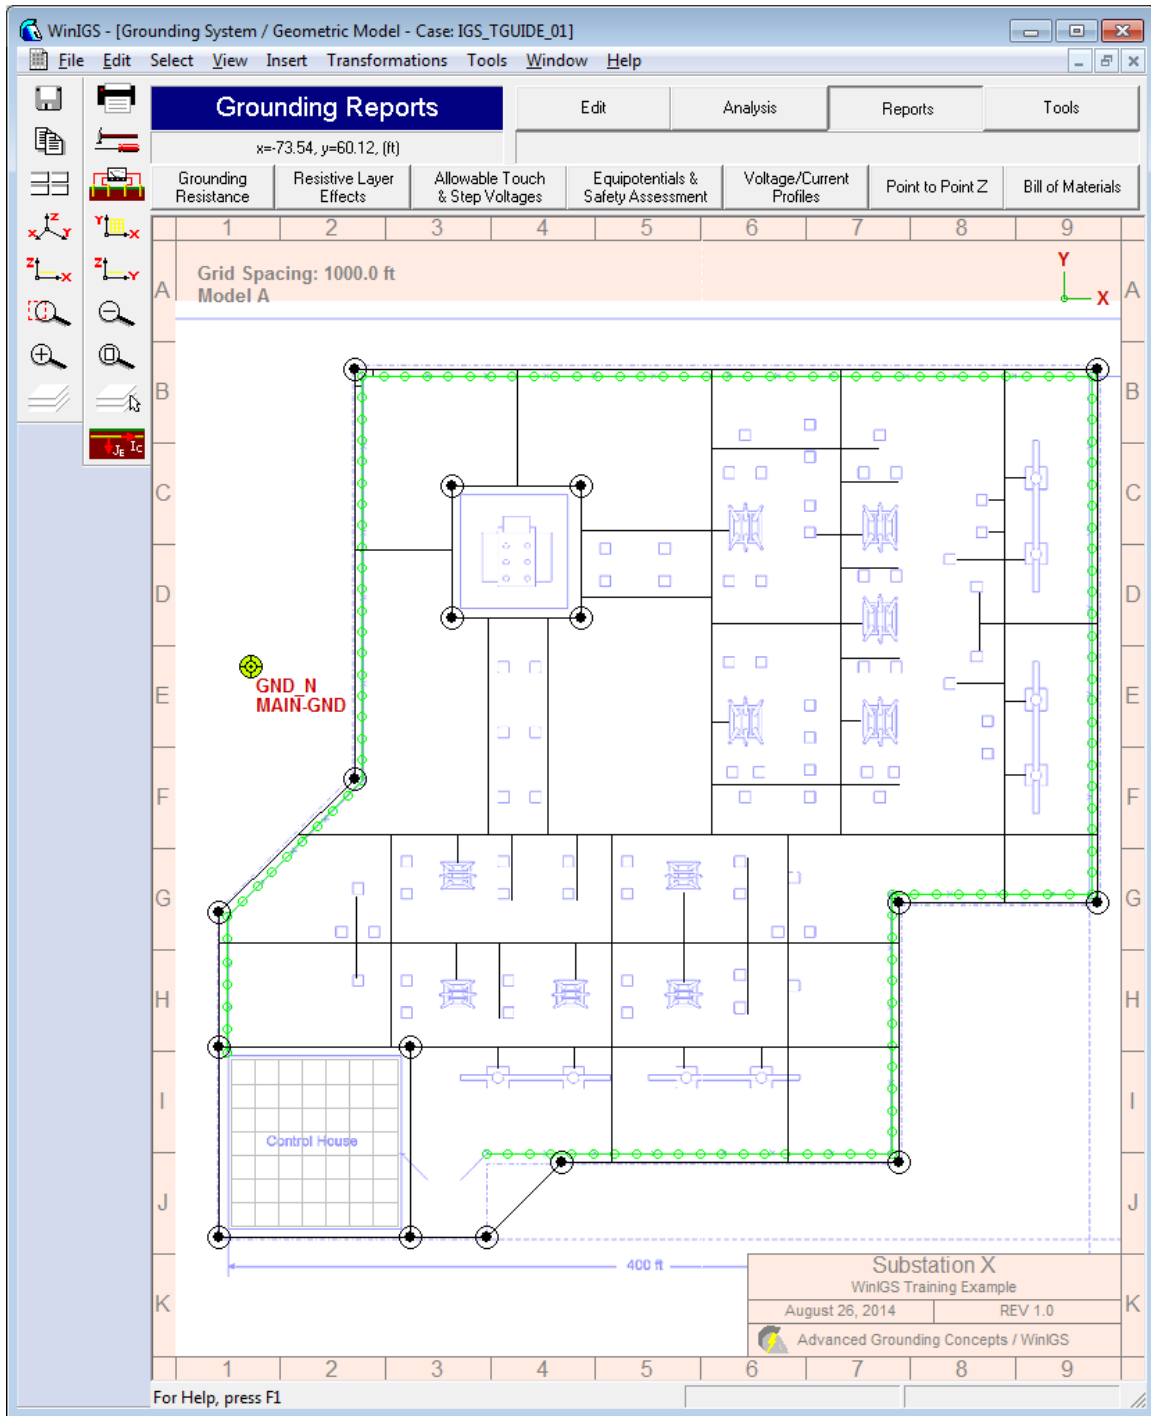 WinIGS - [Grounding System / Geometric Model - Case: IGS_TGUIDE_01]
File Edit Select View Insert Transformations Tools Window Help
Grounding Reports
Edit Analysis Reports Tools
x=-73.54, y=60.12, (ft)
Grounding Resistance
Resistive Layer Effects
Allowable Touch & Step Voltages
Equipotentials & Safety Assessment
Voltage/Current Profiles
Point to Point Z
Bill of Materials
1 2 3 4 5 6 7 8 9
Grid Spacing: 1000.0 ft
Model A
Y
X
A A
B B
C C
D D
E E
GND_N
MAIN-GND
F F
G G
H H
I I
Control House
J J
400 ft
K K
Substation X
WinIGS Training Example
August 26, 2014 REV 1.0
Advanced Grounding Concepts / WinIGS
1 2 3 4 5 6 7 8 9
For Help, press F1
Z X Y
Y X
Z X
Z Y
JE IC